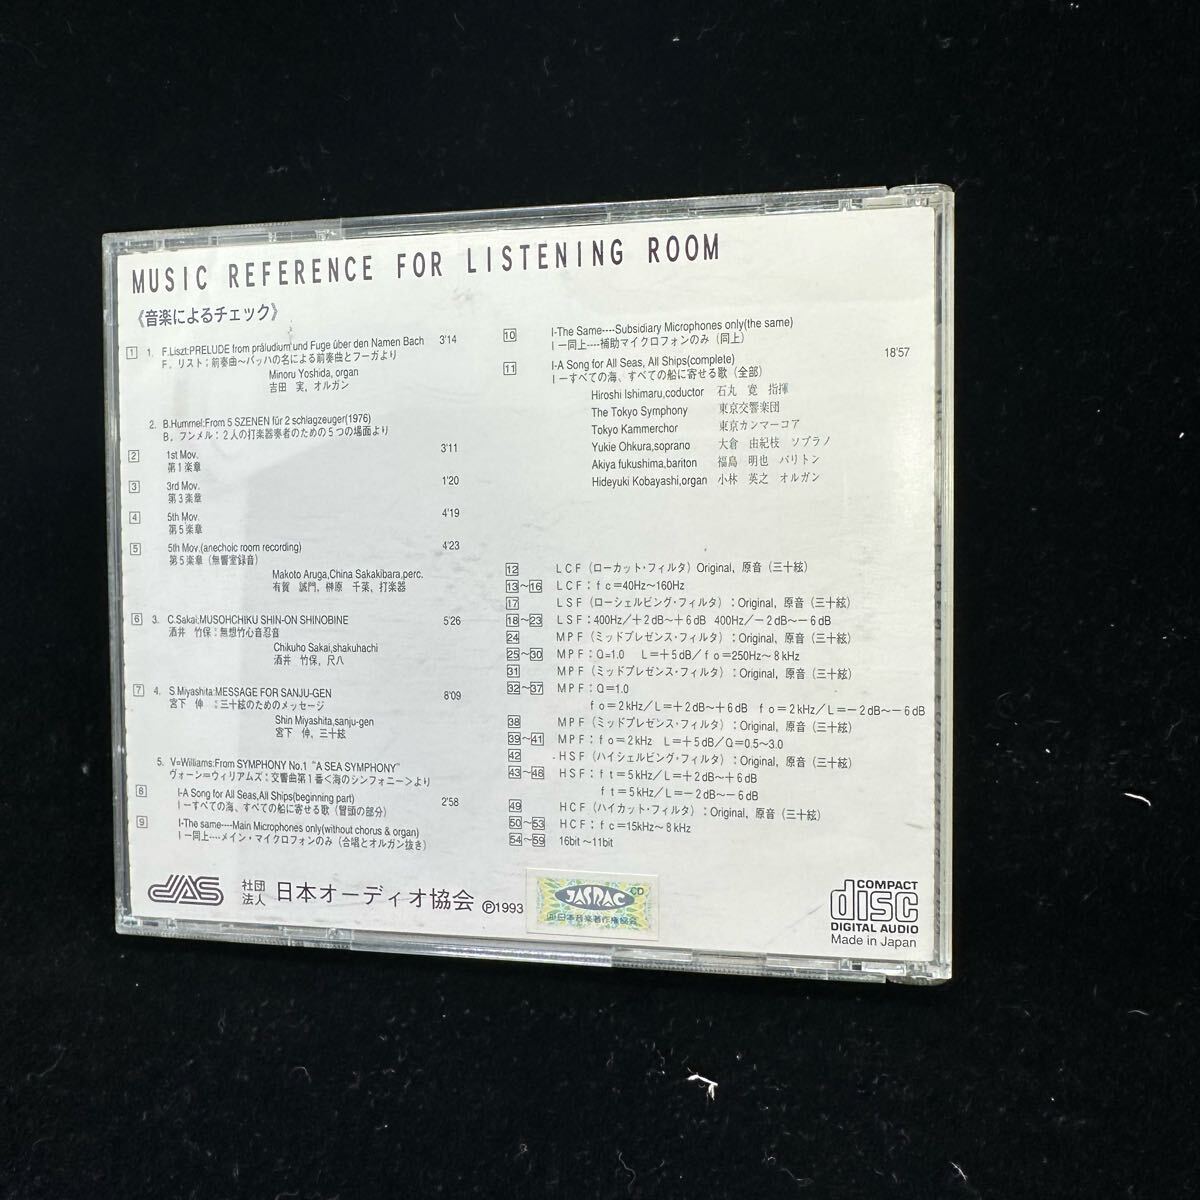 MUSIC REFERENCE FOR LISTENING ROOM
《音楽によるチェック》
1 1. F.Liszt:PRELUDE from präludium und Fuge über den Namen Bach 3'14
F. リスト：前奏曲〜バッハの名による前奏曲とフーガより
Minoru Yoshida, organ
吉田 実, オルガン
2. B.Hummel:From 5 SZENEN für 2 schlagzeuger(1976)
B. フンメル：2人の打楽器奏者のための5つの場面より
2 1st Mov. 3'11
第1楽章
3 3rd Mov. 1'20
第3楽章
4 5th Mov. 4'19
第5楽章
5 5th Mov.(anechoic room recording) 4'23
第5楽章（無響室録音）
Makoto Aruga,China Sakakibara,perc.
有賀 誠門, 榊原 千菜, 打楽器
6 3. C.Sakai:MUSOHCHIKU SHIN-ON SHINOBINE 5'26
酒井 竹保：無想竹心音忍音
Chikuho Sakai,shakuhachi
酒井 竹保, 尺八
7 4. S.Miyashita:MESSAGE FOR SANJU-GEN 8'09
宮下 伸 ：三十絃のためのメッセージ
Shin Miyashita,sanju-gen
宮下 伸, 三十絃
5. V=Williams:From SYMPHONY No.1 "A SEA SYMPHONY"
ヴォーン＝ウィリアムズ：交響曲第1番＜海のシンフォニー＞より
8 I-A Song for All Seas,All Ships(beginning part) 2'58
Iーすべての海、すべての船に寄せる歌（冒頭の部分）
9 I-The same----Main Microphones only(without chorus & organ)
I ー同上----メイン・マイクロフォンのみ（合唱とオルガン抜き）
10 I-The Same----Subsidiary Microphones only(the same)
I ー同上----補助マイクロフォンのみ（同上）
11 I-A Song for All Seas, All Ships(complete) 18'57
I ーすべての海、すべての船に寄せる歌（全部）
Hiroshi Ishimaru,coductor 石丸 寛 指揮
The Tokyo Symphony 東京交響楽団
Tokyo Kammerchor 東京カンマーコア
Yukie Ohkura,soprano 大倉 由紀枝 ソプラノ
Akiya fukushima,bariton 福島 明也 バリトン
Hideyuki Kobayashi,organ 小林 英之 オルガン
12 LCF（ローカット・フィルタ）Original, 原音（三十絃）
13〜16 LCF：fc＝40Hz〜160Hz
17 LSF（ローシェルビング・フィルタ）：Original, 原音（三十絃）
18〜23 LSF：400Hz／＋2dB〜＋6dB 400Hz／－2dB〜－6dB
24 MPF（ミッドプレゼンス・フィルタ）：Original, 原音（三十絃）
25〜30 MPF：Q=1.0 L＝＋5dB／fo＝250Hz〜8kHz
31 MPF（ミッドプレゼンス・フィルタ）：Original, 原音（三十絃）
32〜37 MPF：Q＝1.0
fo＝2kHz／L＝＋2dB〜＋6dB fo＝2kHz／L＝－2dB〜－6dB
38 MPF（ミッドプレゼンス・フィルタ）：Original, 原音（三十絃）
39〜41 MPF：fo＝2kHz L＝＋5dB／Q＝0.5〜3.0
42 HSF（ハイシェルビング・フィルタ）：Original, 原音（三十絃）
43〜48 HSF：ft＝5kHz／L＝＋2dB〜＋6dB
ft＝5kHz／L＝－2dB〜－6dB
49 HCF（ハイカット・フィルタ）：Original, 原音（三十絃）
50〜53 HCF：fc＝15kHz〜8kHz
54〜59 16bit〜11bit
JAS 社団法人 日本オーディオ協会 Ⓟ1993
JASRAC CD
日本音楽著作権協会
COMPACT
disc
DIGITAL AUDIO
Made in Japan